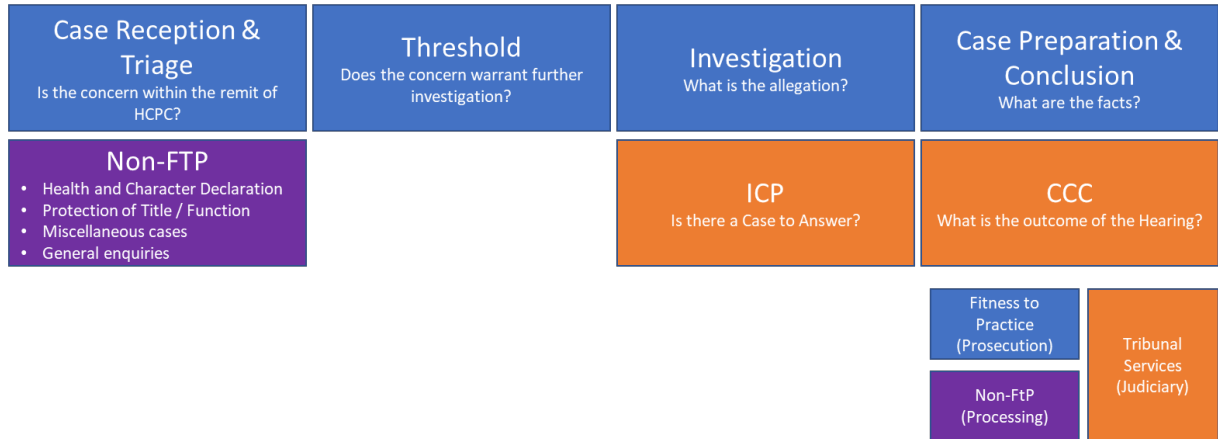 Case Reception &
Triage
Is the concern within the remit of
HCPC?
Threshold
Does the concern warrant further
investigation?
Investigation
What is the allegation?
Case Preparation &
Conclusion
What are the facts?
Non-FTP
• Health and Character Declaration
• Protection of Title / Function
• Miscellaneous cases
• General enquiries
ICP
Is there a Case to Answer?
CCC
What is the outcome of the Hearing?
Fitness to
Practice
(Prosecution)
Non-FtP
(Processing)
Tribunal
Services
(Judiciary)